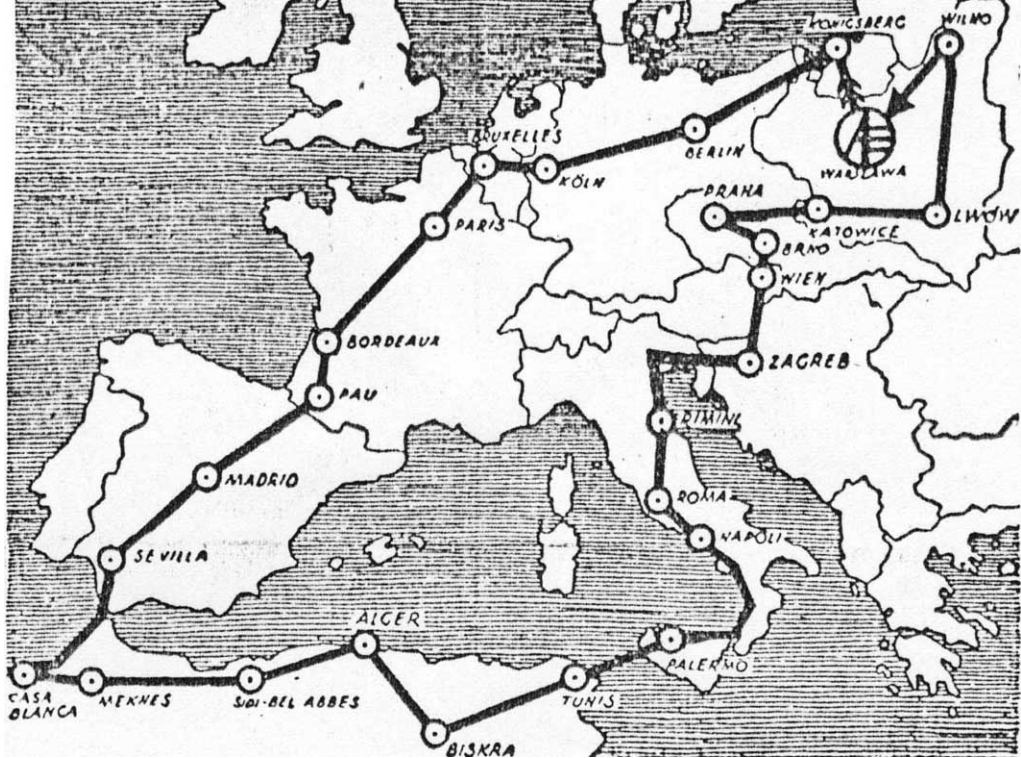 KÖNIGSBERG
WILNO
BRUXELLES
BERLIN
KÖLN
WARSZAWA
PRAHA
PARIS
KATOWICE
LWÓW
BRNO
WIEN
BORDEAUX
ZAGREB
PAU
RIMINI
MADRID
ROMA
NAPOLI
SEVILLA
ALGER
PALERMO
CASA
BLANCA
MEKNES
SIDI-BEL ABBES
TUNIS
BISKRA